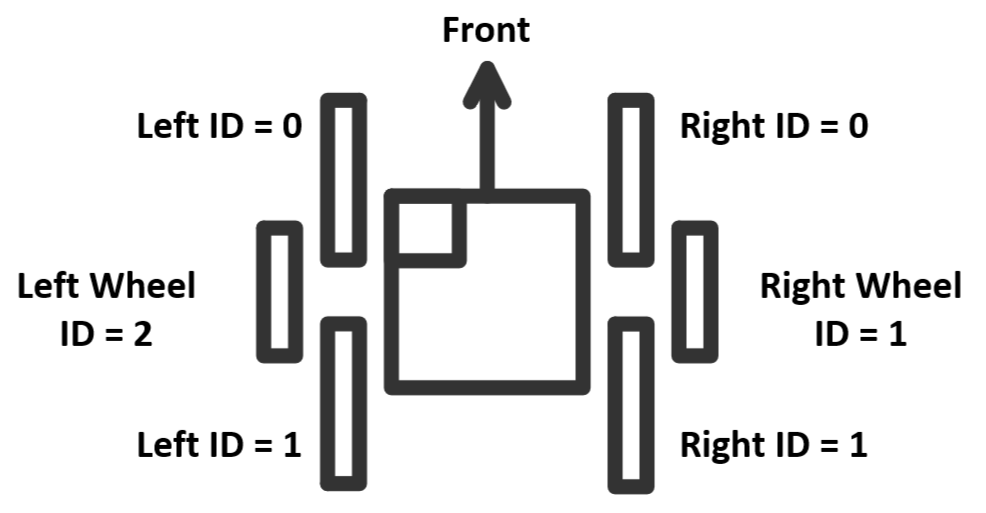 Front
Left ID = 0
Right ID = 0
Left Wheel
ID = 2
Right Wheel
ID = 1
Left ID = 1
Right ID = 1